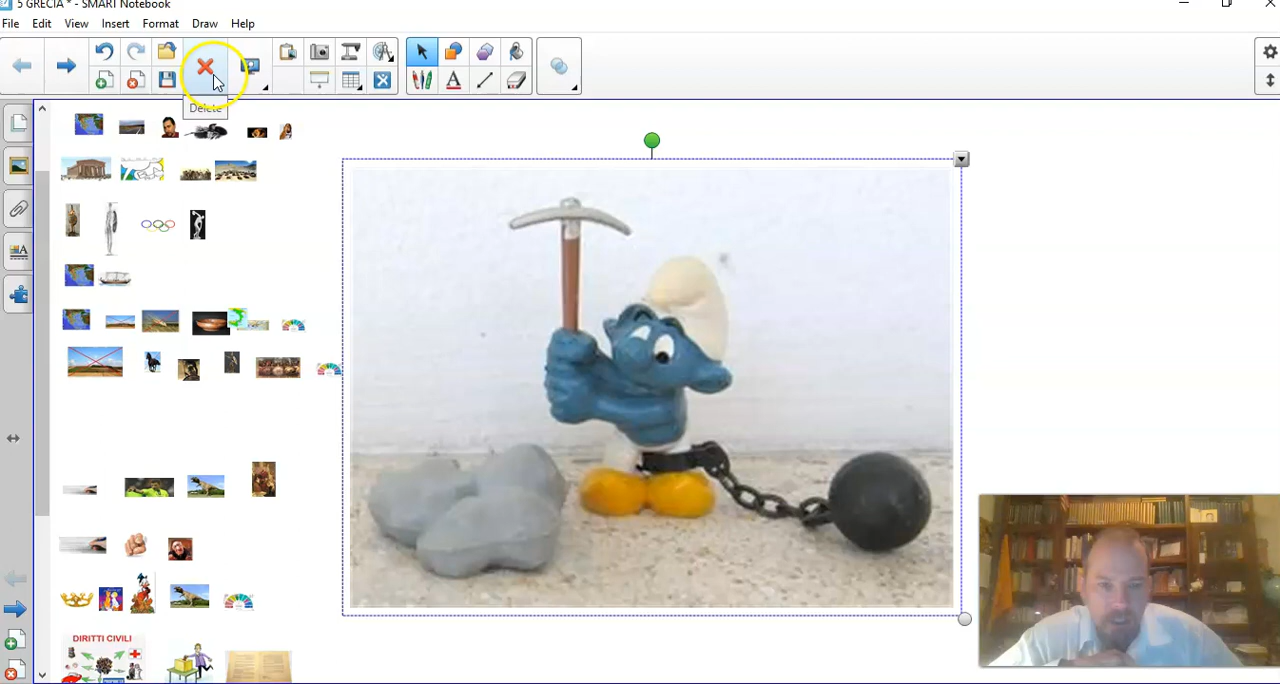 5 GRECIA * - SMART Notebook
File Edit View Insert Format Draw Help
Delete
DIRITTI CIVILI